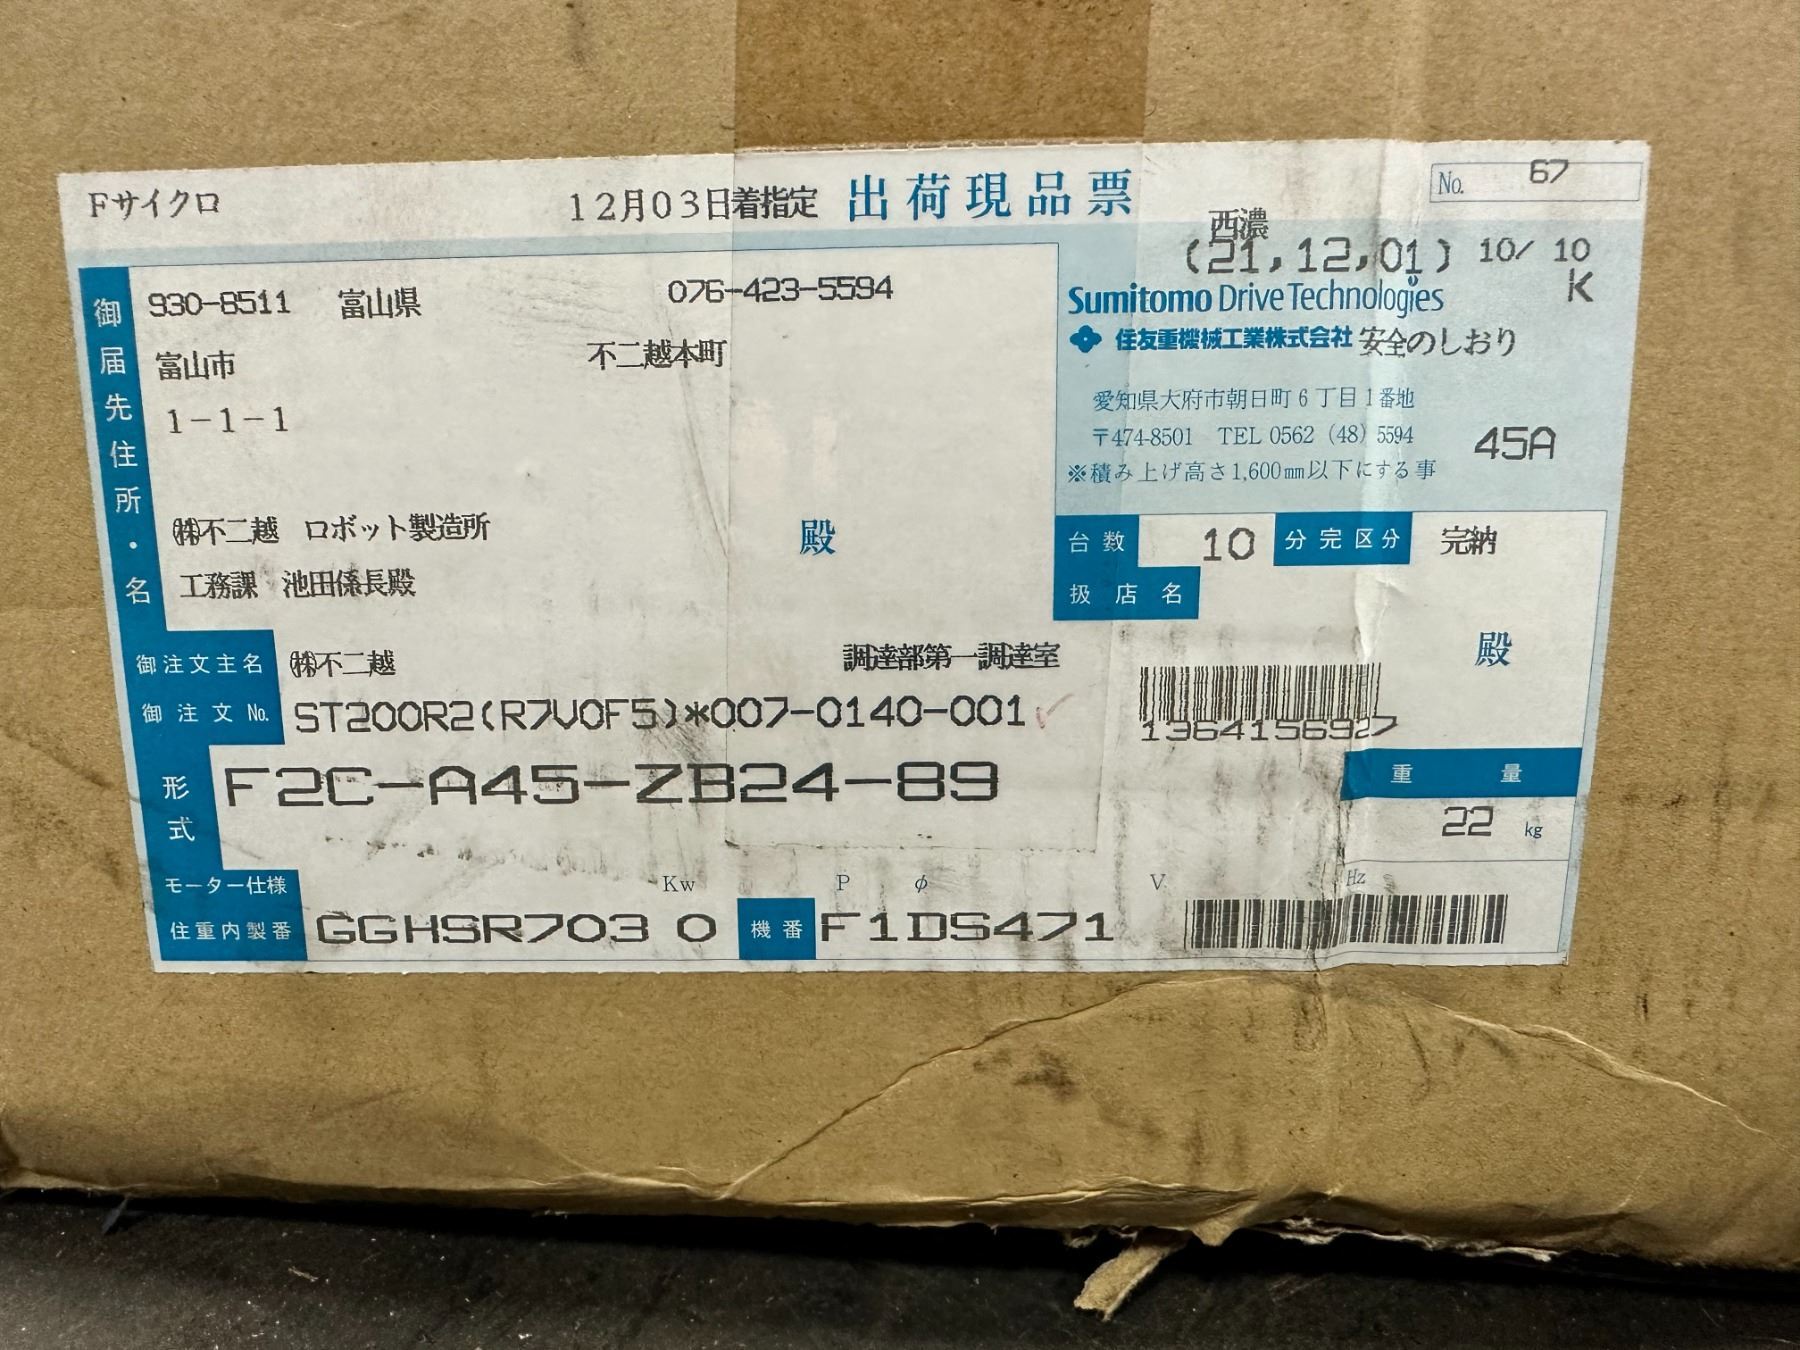 Fサイクロ
12月03日着指定 出荷現品票
No. 67
西濃
(21,12,01) 10/ 10
K
Sumitomo Drive Technologies
住友重機械工業株式会社 安全のしおり
愛知県大府市朝日町6丁目1番地
〒474-8501 TEL 0562 (48) 5594
45A
※積み上げ高さ1,600㎜以下にする事
御届先住所・名
930-8511 富山県 076-423-5594
富山市 不二越本町
1-1-1
㈱不二越 ロボット製造所 殿
工務課 池田係長殿
台数 10 分完区分 完納
扱店名
殿
御注文主名 ㈱不二越 調達部第一調達室
御注文No. ST200R2(R7V0F5)*007-0140-001
1364156927
形式 F2C-A45-ZB24-89
重量
22 kg
モーター仕様 Kw P φ V Hz
住重内製番 GGHSR703 0 機番 F1DS471